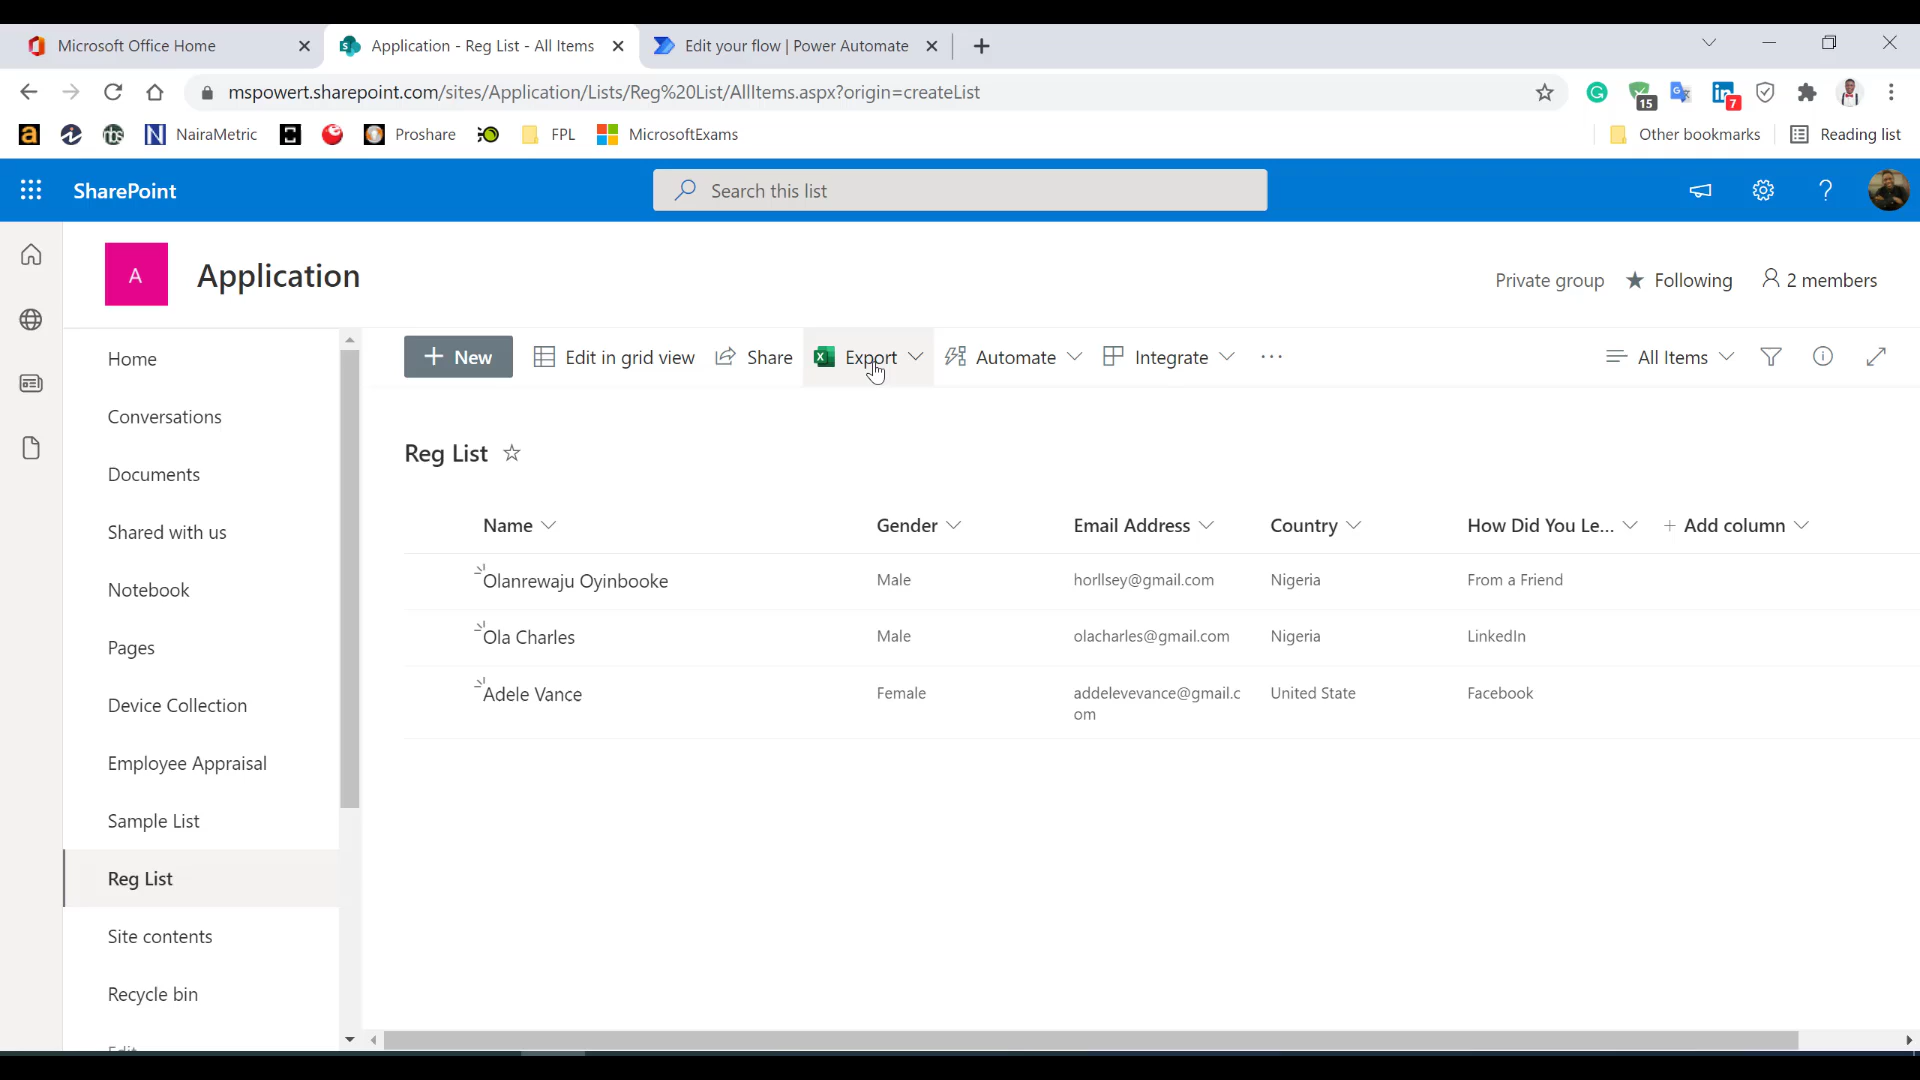 Microsoft Office Home
Application - Reg List - All Items
Edit your flow | Power Automate
mspowert.sharepoint.com/sites/Application/Lists/Reg%20List/AllItems.aspx?origin=createList
15
7
NairaMetric
Proshare
FPL
MicrosoftExams
Other bookmarks
Reading list
SharePoint
Search this list
A
Application
Private group
Following
2 members
Home
Conversations
Documents
Shared with us
Notebook
Pages
Device Collection
Employee Appraisal
Sample List
Reg List
Site contents
Recycle bin
Edit
New
Edit in grid view
Share
Export
Automate
Integrate
All Items
Reg List
Name Gender Email Address Country How Did You Le... Add column
Olanrewaju Oyinbooke Male horllsey@gmail.com Nigeria From a Friend
Ola Charles Male olacharles@gmail.com Nigeria LinkedIn
Adele Vance Female addelevevance@gmail.c United State Facebook
om